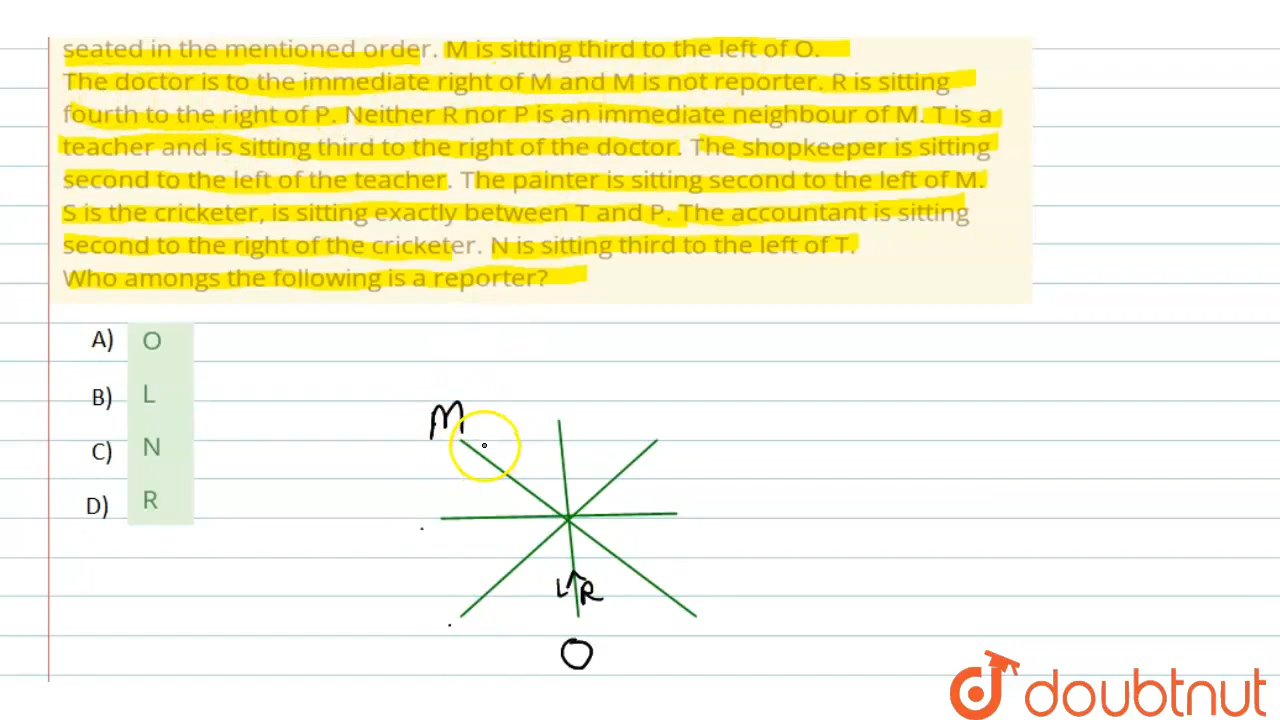 seated in the mentioned order. M is sitting third to the left of O.
The doctor is to the immediate right of M and M is not reporter. R is sitting
fourth to the right of P. Neither R nor P is an immediate neighbour of M. T is a
teacher and is sitting third to the right of the doctor. The shopkeeper is sitting
second to the left of the teacher. The painter is sitting second to the left of M.
S is the cricketer, is sitting exactly between T and P. The accountant is sitting
second to the right of the cricketer. N is sitting third to the left of T.
Who amongs the following is a reporter?
A) O
B) L
C) N
D) R
M
L R
O
doubtnut